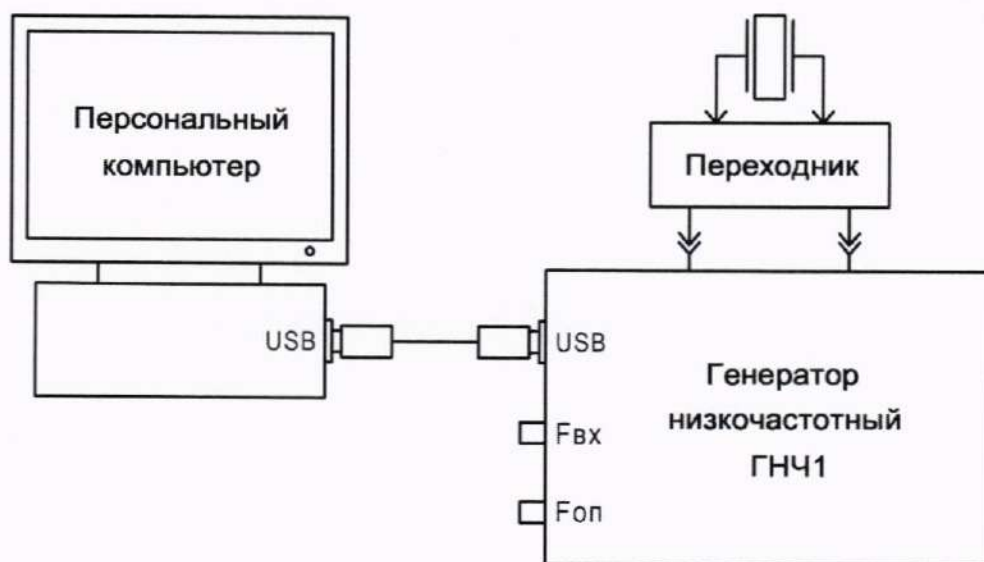 Персональный
компьютер
Переходник
USB
USB
Генератор
низкочастотный
ГНЧ1
Fвх
Fоп